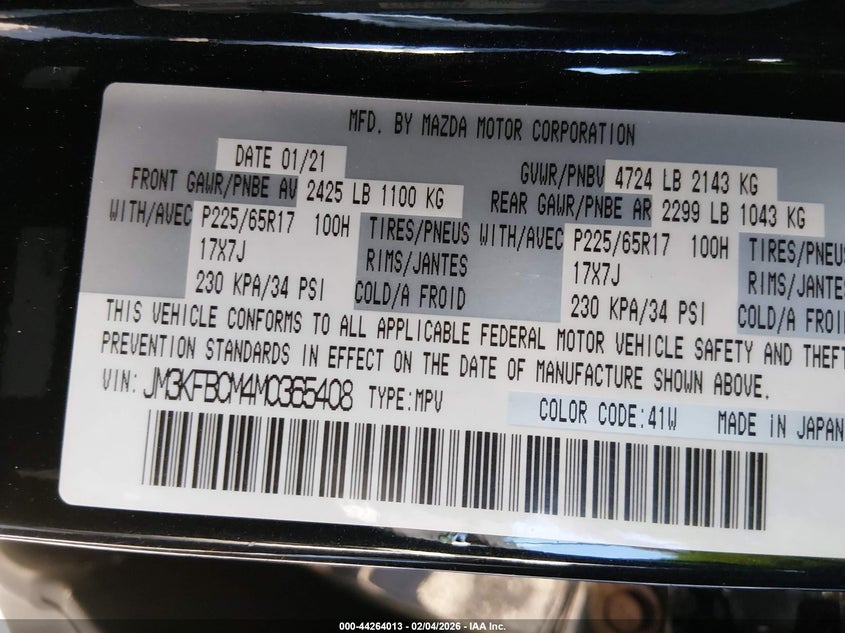 MFD. BY MAZDA MOTOR CORPORATION
DATE 01/21 GVWR/PNBV 4724 LB 2143 KG
FRONT GAWR/PNBE AV 2425 LB 1100 KG REAR GAWR/PNBE AR 2299 LB 1043 KG
WITH/AVEC P225/65R17 100H TIRES/PNEUS WITH/AVEC P225/65R17 100H TIRES/PNEUS
17X7J RIMS/JANTES 17X7J RIMS/JANTES
230 KPA/34 PSI COLD/A FROID 230 KPA/34 PSI COLD/A FROID
THIS VEHICLE CONFORMS TO ALL APPLICABLE FEDERAL MOTOR VEHICLE SAFETY AND THEFT
PREVENTION STANDARDS IN EFFECT ON THE DATE OF MANUFACTURE SHOWN ABOVE.
VIN: JM3KFBCM4M0365408 TYPE:MPV
COLOR CODE:41W MADE IN JAPAN
000-44264013 - 02/04/2026 - IAA Inc.